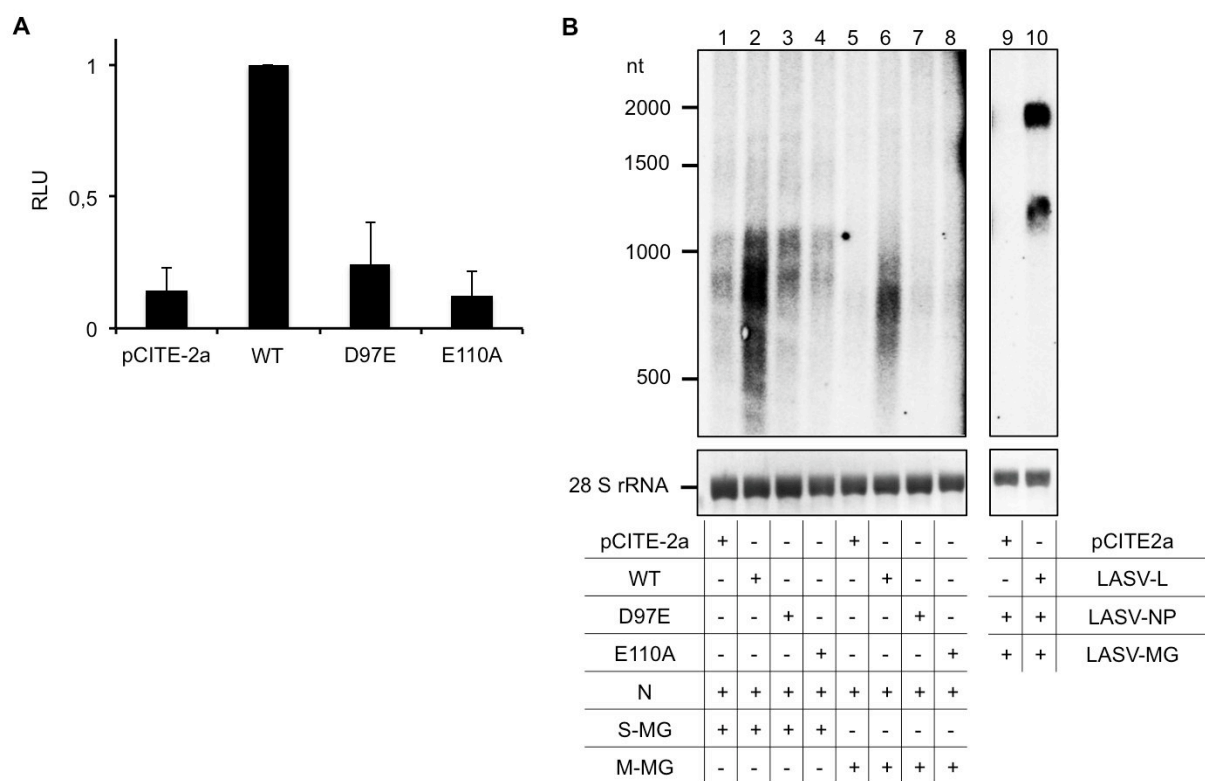 A
1
RLU
0,5
0
pCITE-2a WT D97E E110A
B
1 2 3 4 5 6 7 8 9 10
nt
2000
1500
1000
500
28 S rRNA
pCITE-2a + - - - + - - - + - pCITE2a
WT - + - - - + - - - + LASV-L
D97E - - + - - - + - + + LASV-NP
E110A - - - + - - - + + + LASV-MG
N + + + + + + + +
S-MG + + + + - - - -
M-MG - - - - + + + +